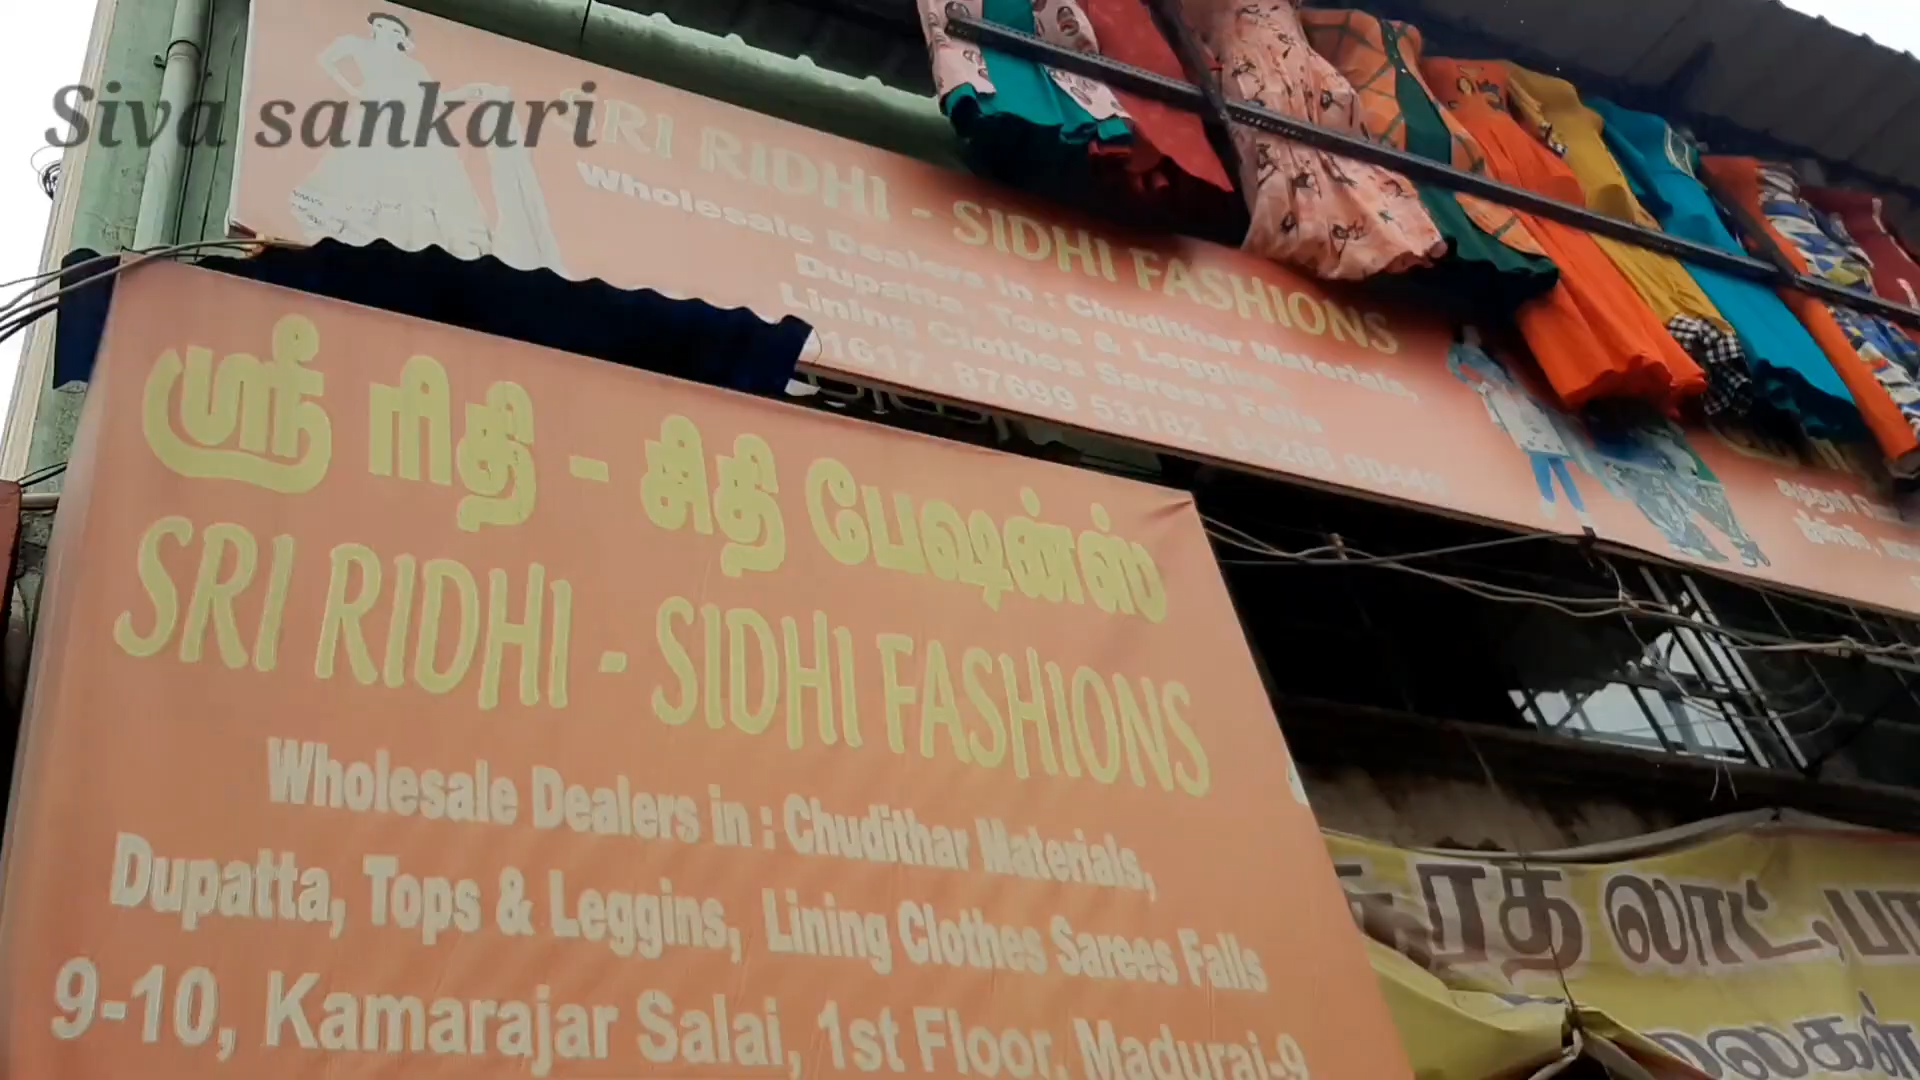 Siva sankari
SRI RIDHI - SIDHI FASHIONS
Wholesale Dealers in : Chudithar Materials,
Dupatta, Tops & Leggins,
Lining Clothes Sarees Falls
87699 53182,
ஸ்ரீ ரிதி - சிதி பேஷன்ஸ்
SRI RIDHI - SIDHI FASHIONS
Wholesale Dealers in : Chudithar Materials,
Dupatta, Tops & Leggins, Lining Clothes Sarees Falls
9-10, Kamarajar Salai, 1st Floor, Madurai-9
லாட்